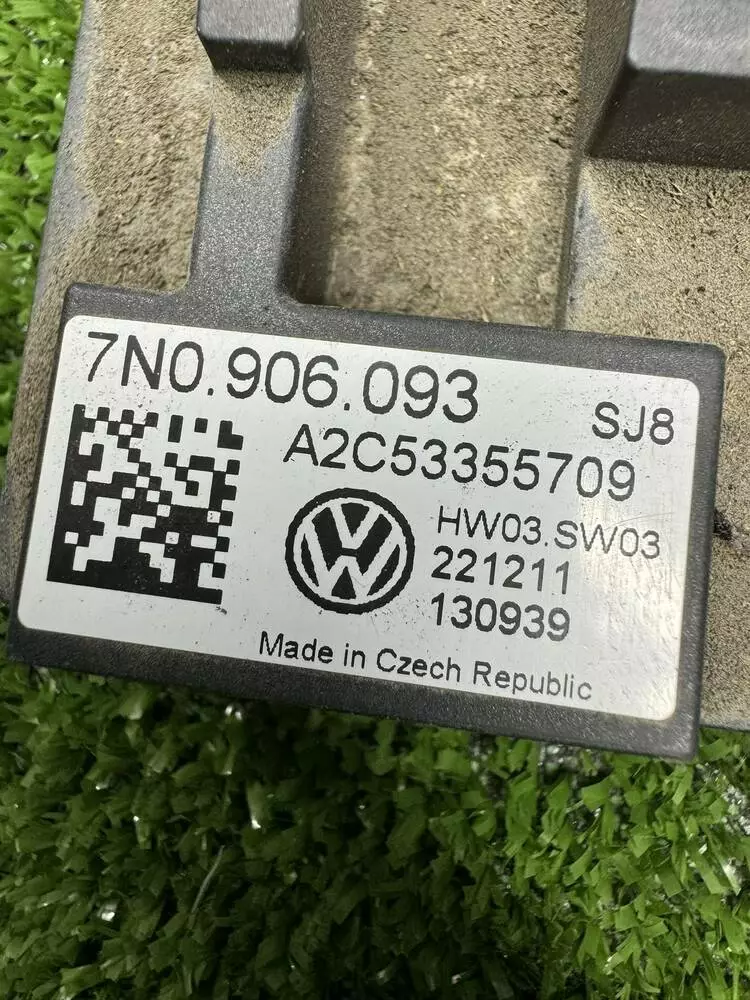 7N0.906.093
SJ8
A2C53355709
HW03.SW03
221211
130939
Made in Czech Republic